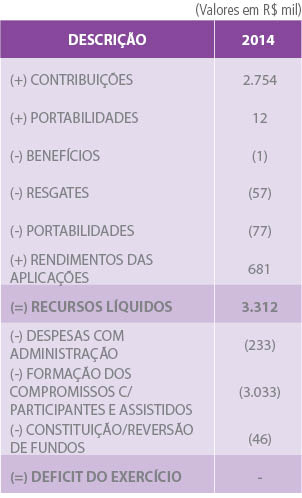 (Valores em R$ mil)
DESCRIÇÃO 2014
(+) CONTRIBUIÇÕES 2.754
(+) PORTABILIDADES 12
(-) BENEFÍCIOS (1)
(-) RESGATES (57)
(-) PORTABILIDADES (77)
(+) RENDIMENTOS DAS
APLICAÇÕES 681
(=) RECURSOS LÍQUIDOS 3.312
(-) DESPESAS COM
ADMINISTRAÇÃO (233)
(-) FORMAÇÃO DOS
COMPROMISSOS C/ (3.033)
PARTICIPANTES E ASSISTIDOS
(-) CONSTITUIÇÃO/REVERSÃO
DE FUNDOS (46)
(=) DEFICIT DO EXERCÍCIO -